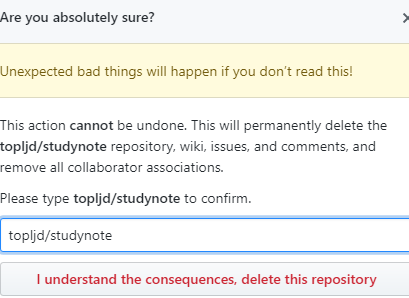 Are you absolutely sure?
Unexpected bad things will happen if you don’t read this!
This action cannot be undone. This will permanently delete the
topljd/studynote repository, wiki, issues, and comments, and
remove all collaborator associations.
Please type topljd/studynote to confirm.
topljd/studynote
I understand the consequences, delete this repository